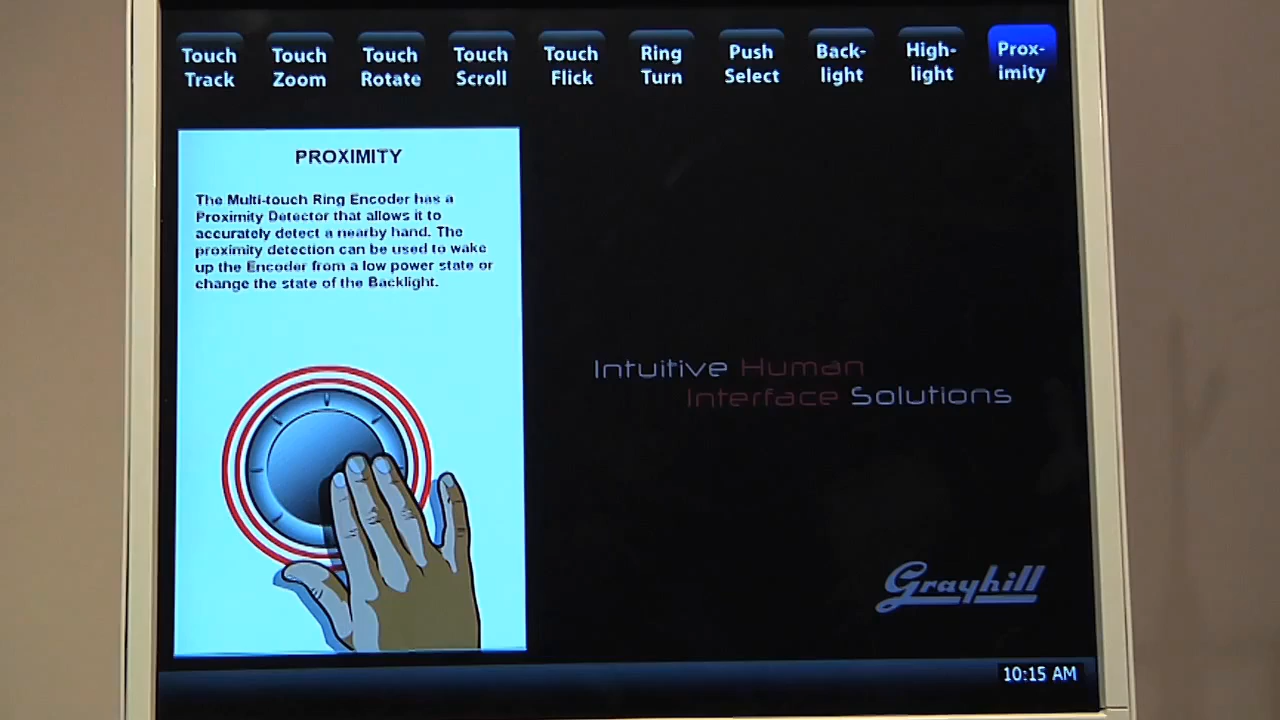 Touch Track
Touch Zoom
Touch Rotate
Touch Scroll
Touch Flick
Ring Turn
Push Select
Back-light
High-light
Prox-imity
PROXIMITY
The Multi-touch Ring Encoder has a
Proximity Detector that allows it to
accurately detect a nearby hand. The
proximity detection can be used to wake
up the Encoder from a low power state or
change the state of the Backlight.
Intuitive Human
Interface Solutions
Grayhill
10:15 AM